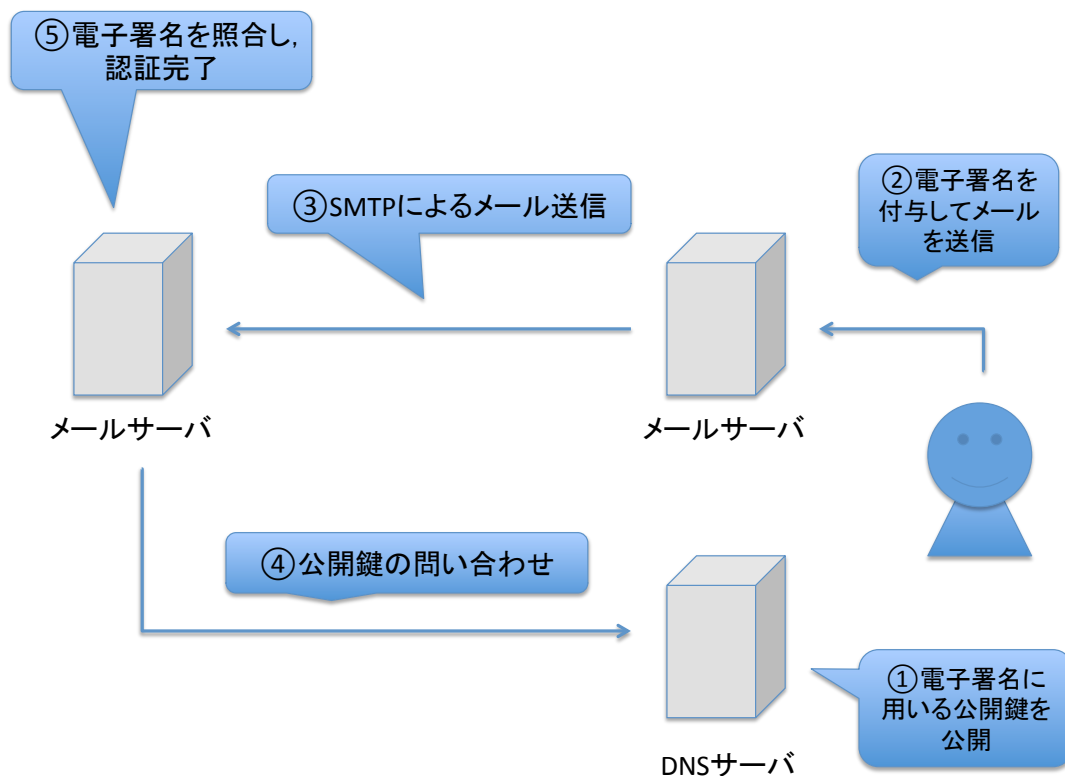 ⑤電子署名を照合し,
認証完了
③SMTPによるメール送信
②電子署名を
付与してメール
を送信
メールサーバ
メールサーバ
④公開鍵の問い合わせ
①電子署名に
用いる公開鍵を
公開
DNSサーバ